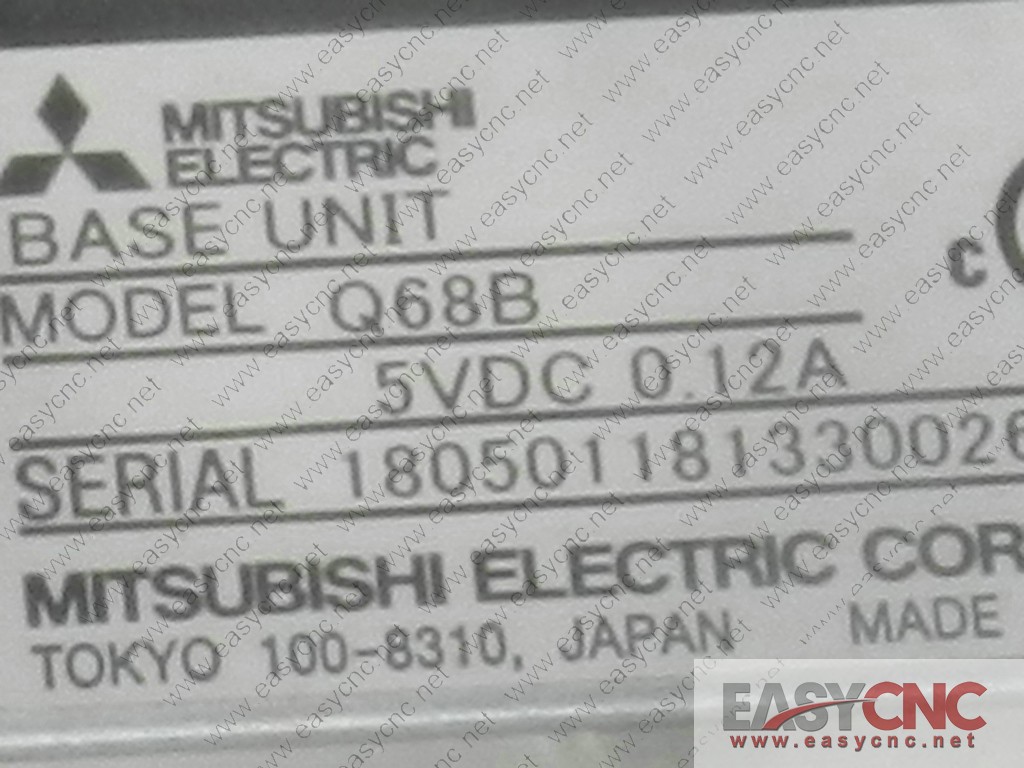 MITSUBISHI
ELECTRIC
BASE UNIT
c
MODEL Q68B
5VDC 0.12A
SERIAL 180501181330026
MITSUBISHI ELECTRIC COR
TOKYO 100-8310, JAPAN MADE
EASYCNC
www.easycnc.net